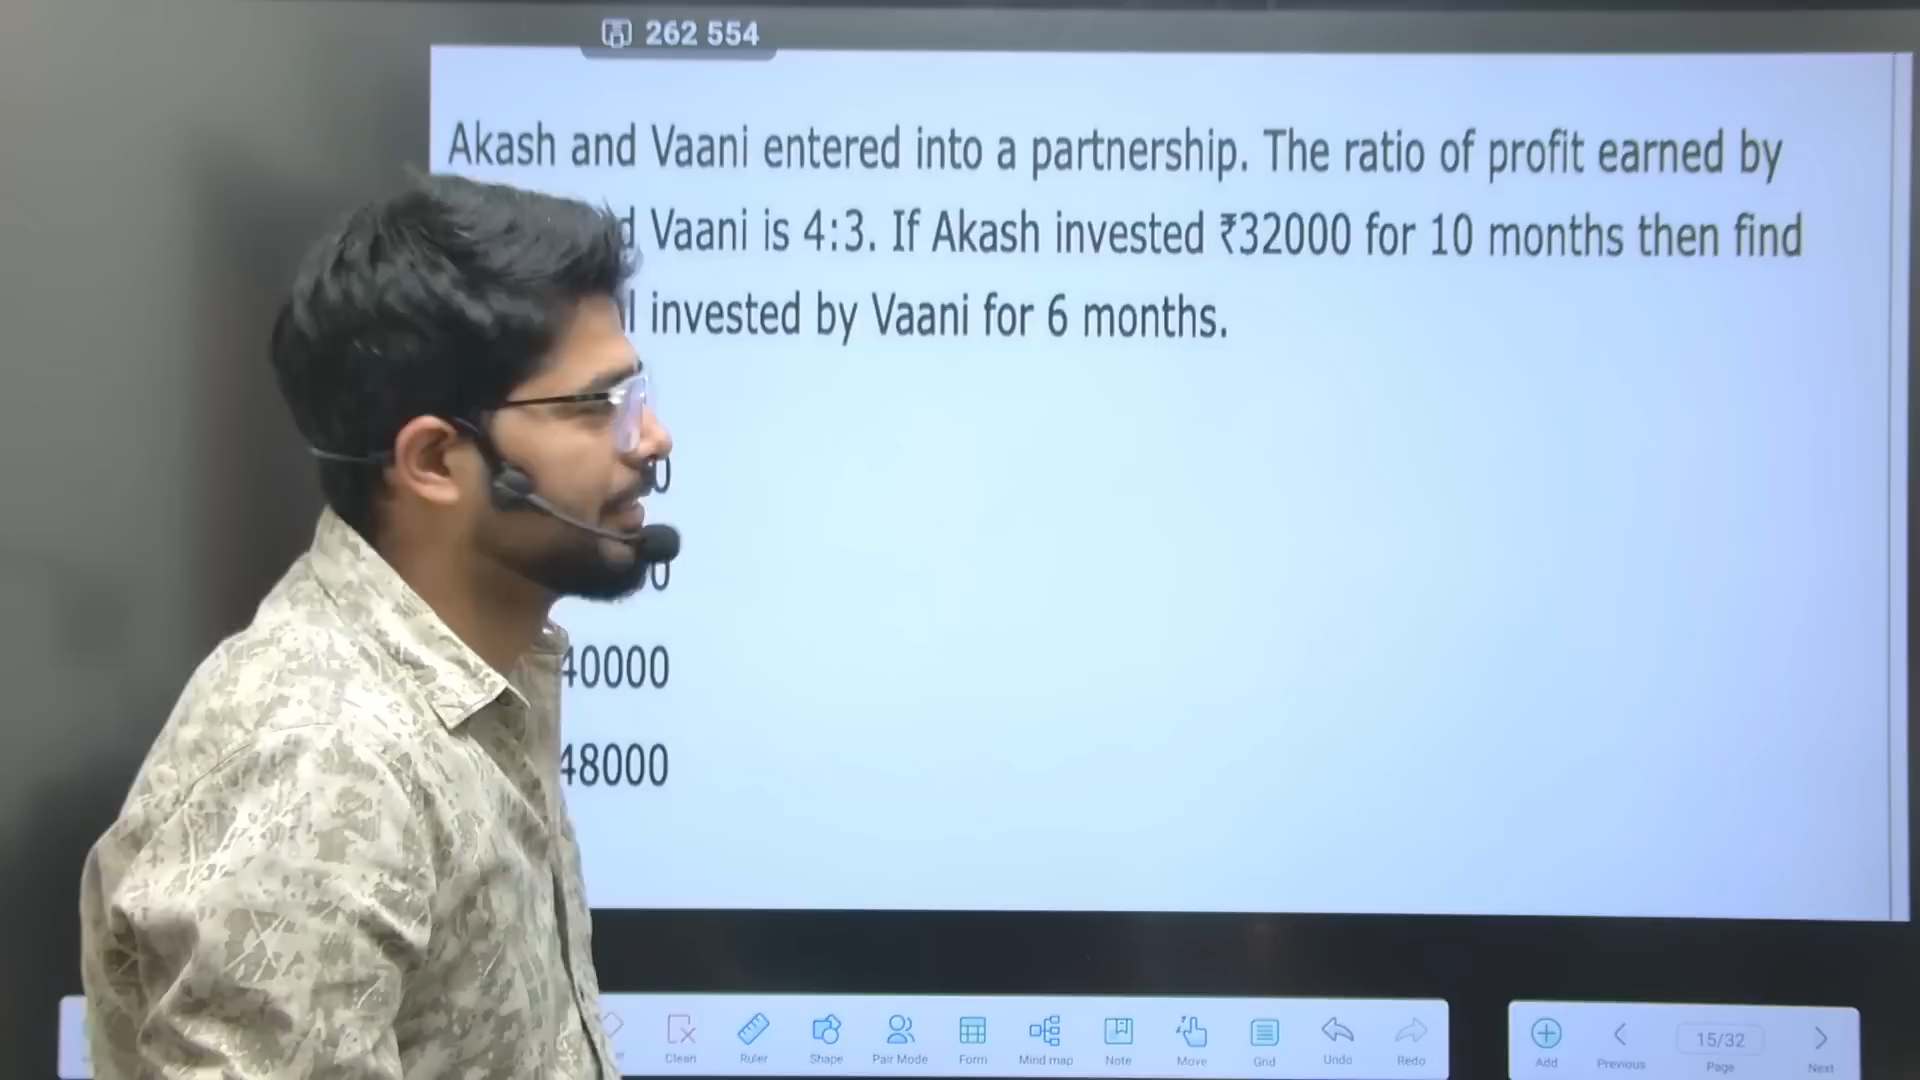 262 554
Akash and Vaani entered into a partnership. The ratio of profit earned by
Vaani is 4:3. If Akash invested ₹32000 for 10 months then find
invested by Vaani for 6 months.
40000
48000
Clean Ruler Shape Pair Mode Form Mind map Note Move Grid Undo Redo
Add Previous 15/32 Page Next